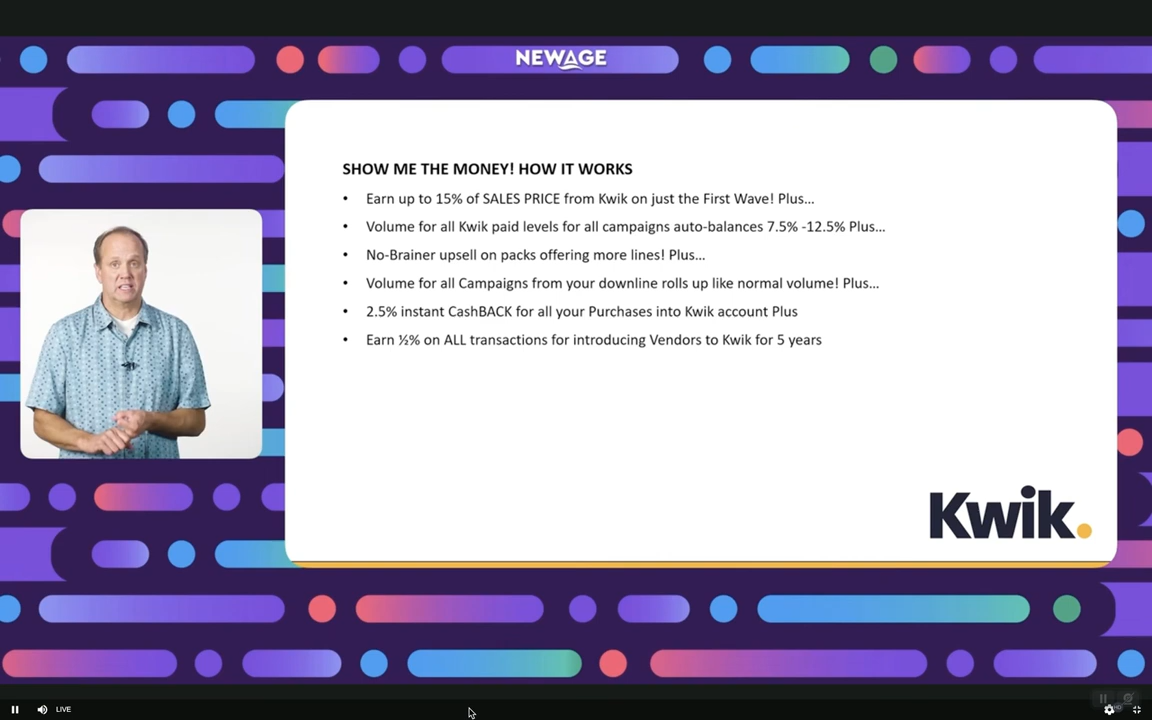 NEWAGE
SHOW ME THE MONEY! HOW IT WORKS
• Earn up to 15% of SALES PRICE from Kwik on just the First Wave! Plus...
• Volume for all Kwik paid levels for all campaigns auto-balances 7.5% -12.5% Plus...
• No-Brainer upsell on packs offering more lines! Plus...
• Volume for all Campaigns from your downline rolls up like normal volume! Plus...
• 2.5% instant CashBACK for all your Purchases into Kwik account Plus
• Earn ½% on ALL transactions for introducing Vendors to Kwik for 5 years
Kwik.
LIVE